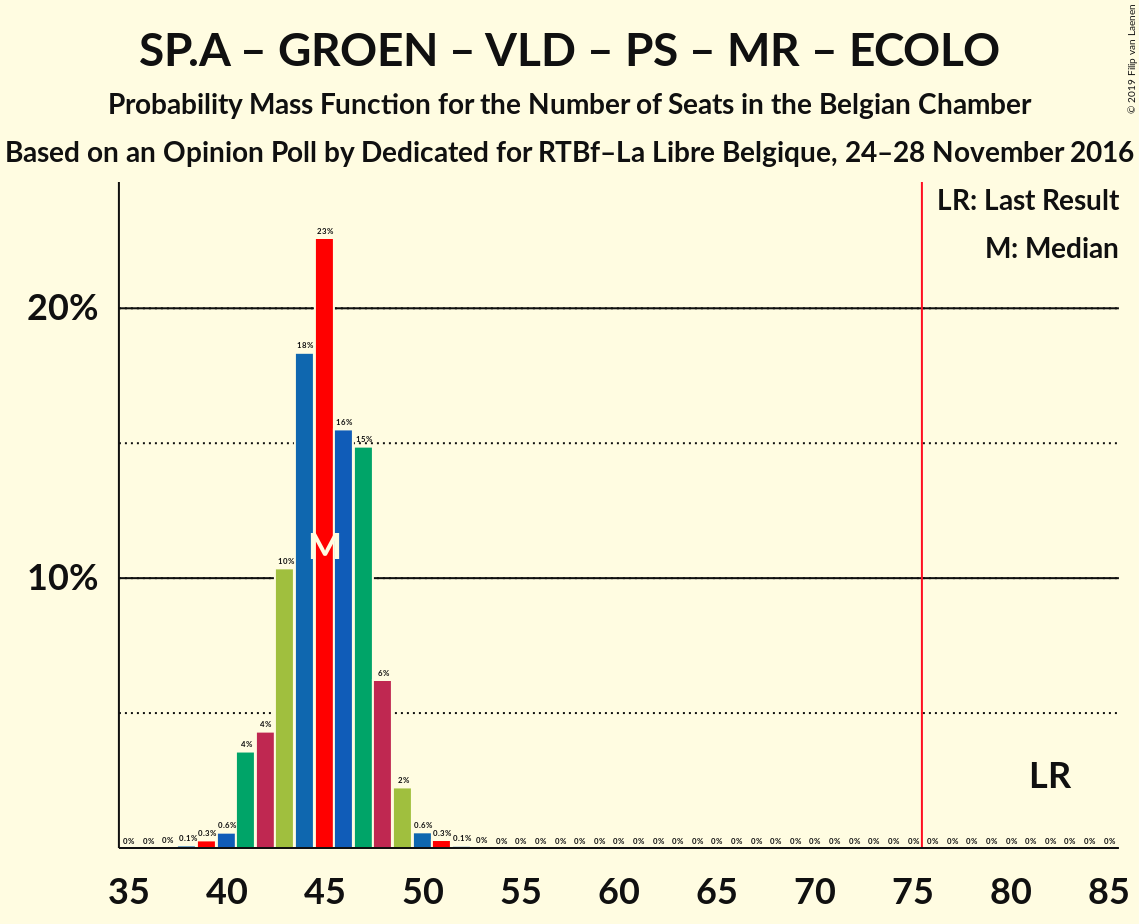 SP.A – GROEN – VLD – PS – MR – ECOLO
Probability Mass Function for the Number of Seats in the Belgian Chamber
Based on an Opinion Poll by Dedicated for RTBf–La Libre Belgique, 24–28 November 2016
© 2019 Filip van Laenen
LR: Last Result
M: Median
20%
10%
0% 0% 0% 0.1% 0.3% 0.6% 4% 4% 10% 18% 23% 16% 15% 6% 2% 0.6% 0.3% 0.1% 0% 0% 0% 0% 0% 0% 0% 0% 0% 0% 0% 0% 0% 0% 0% 0% 0% 0% 0% 0% 0% 0% 0% 0% 0% 0% 0% 0% 0% 0% 0% 0% 0%
M
LR
35 40 45 50 55 60 65 70 75 80 85